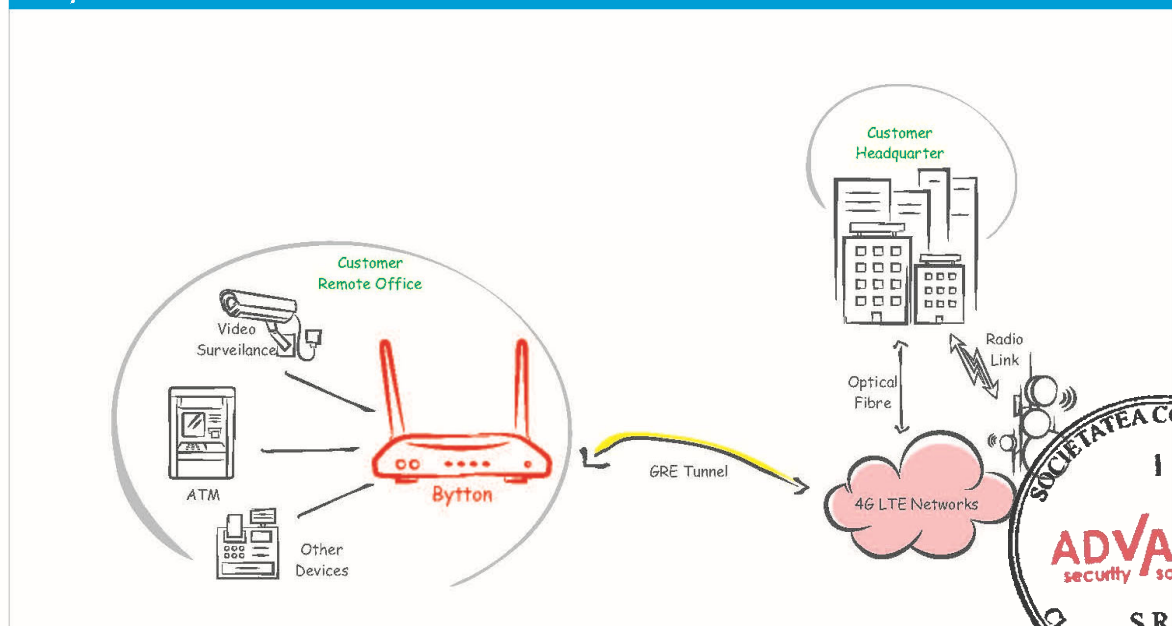 Customer
Headquarter
Customer
Remote Office
Video
Surveilance
Radio
Link
Optical
Fibre
ATM
Bytton
GRE Tunnel
4G LTE Networks
Other
Devices
SOCIETATEA
security
S.R